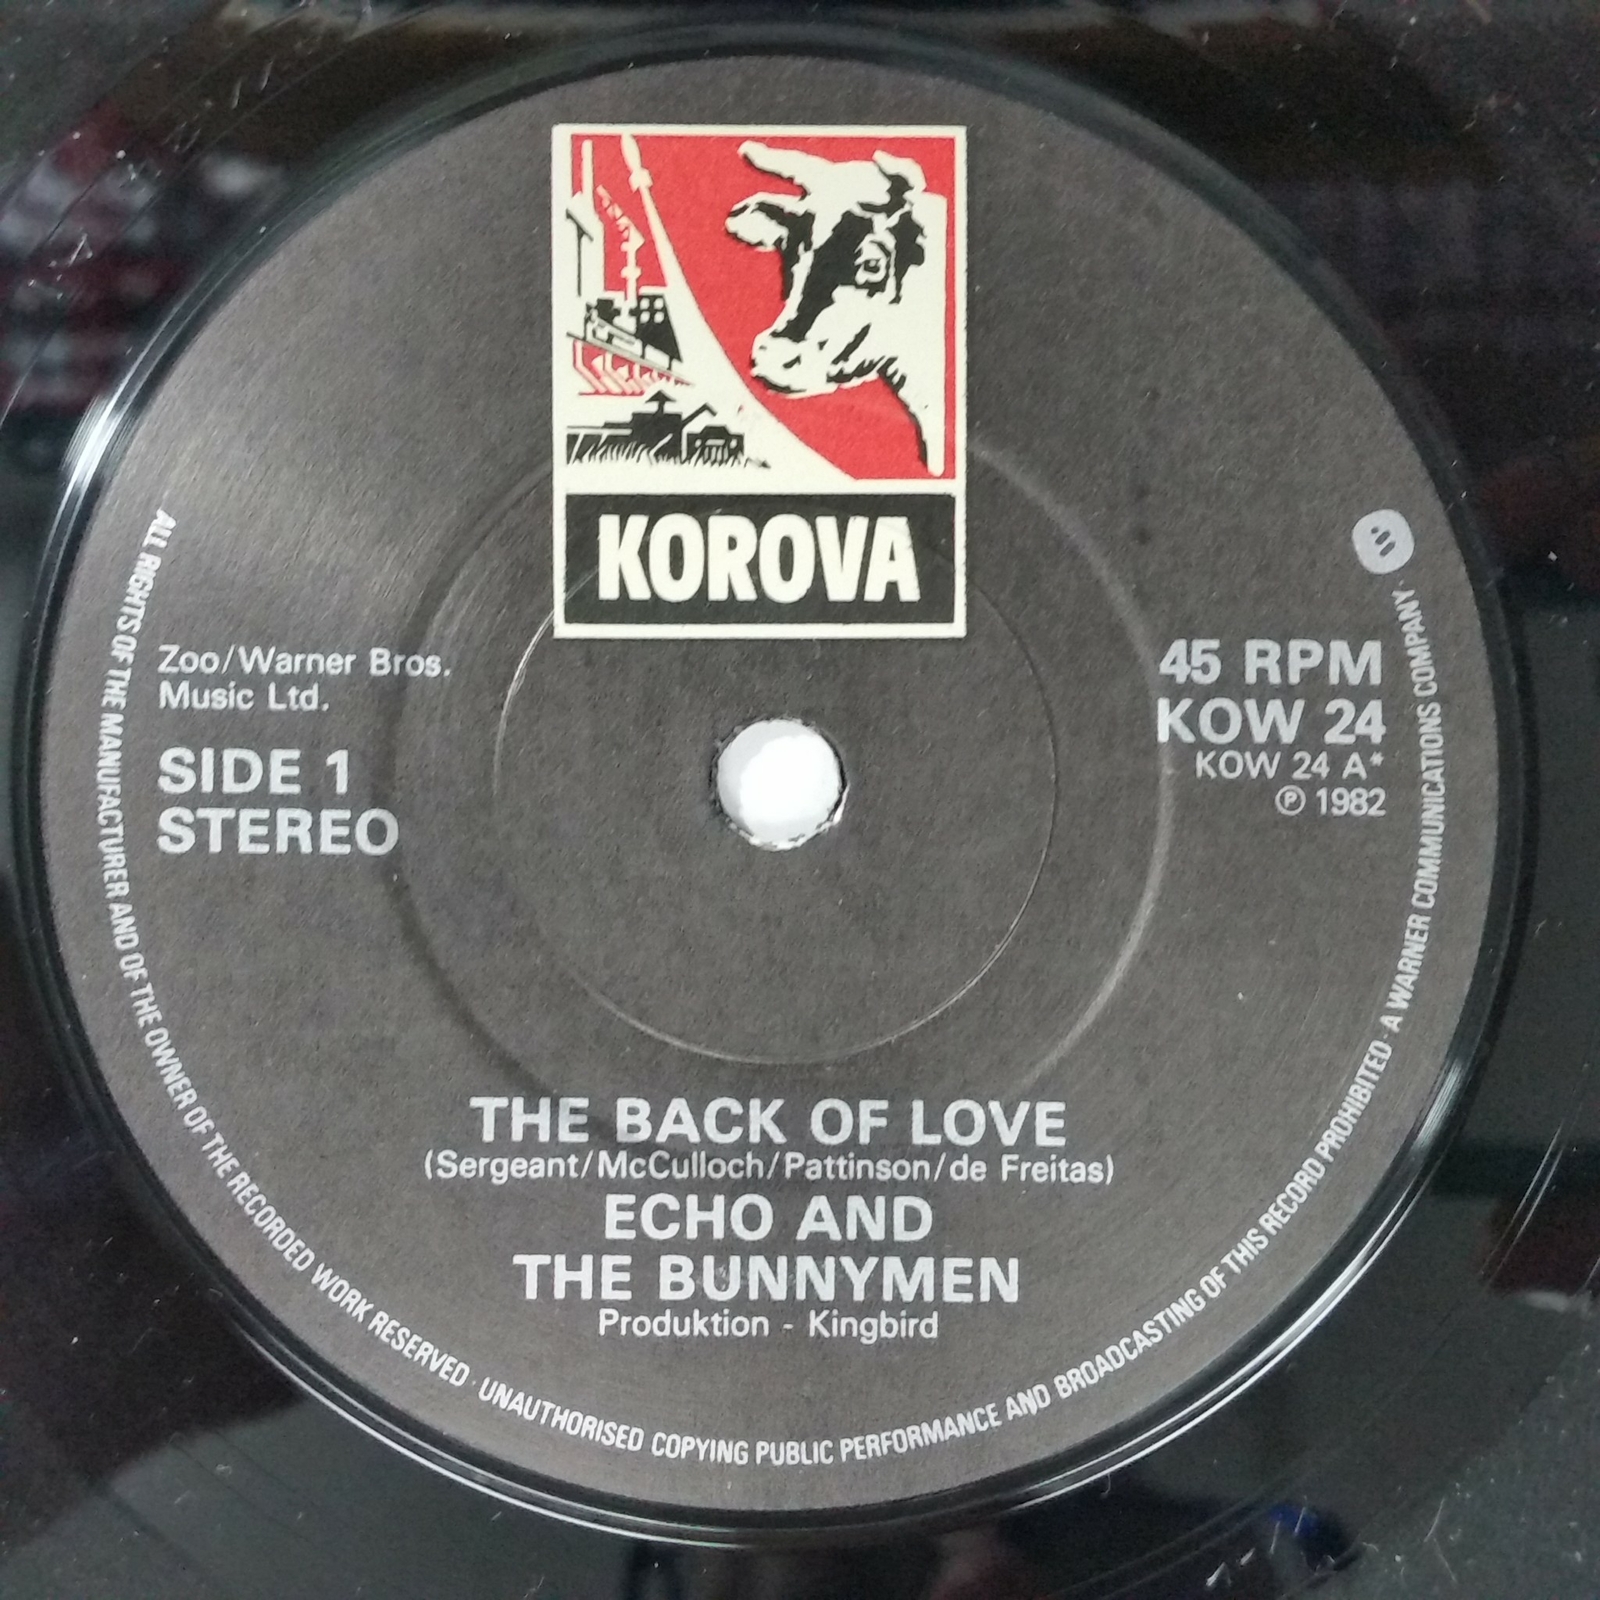 KOROVA
Zoo/Warner Bros.
Music Ltd.
SIDE 1
STEREO
45 RPM
KOW 24
KOW 24 A*
℗ 1982
THE BACK OF LOVE
(Sergeant/McCulloch/Pattinson/de Freitas)
ECHO AND
THE BUNNYMEN
Produktion - Kingbird
ALL RIGHTS OF THE MANUFACTURER AND OF THE OWNER OF THE RECORDED WORK RESERVED · UNAUTHORISED COPYING PUBLIC PERFORMANCE AND BROADCASTING OF THIS RECORD PROHIBITED · A WARNER COMMUNICATIONS COMPANY ·